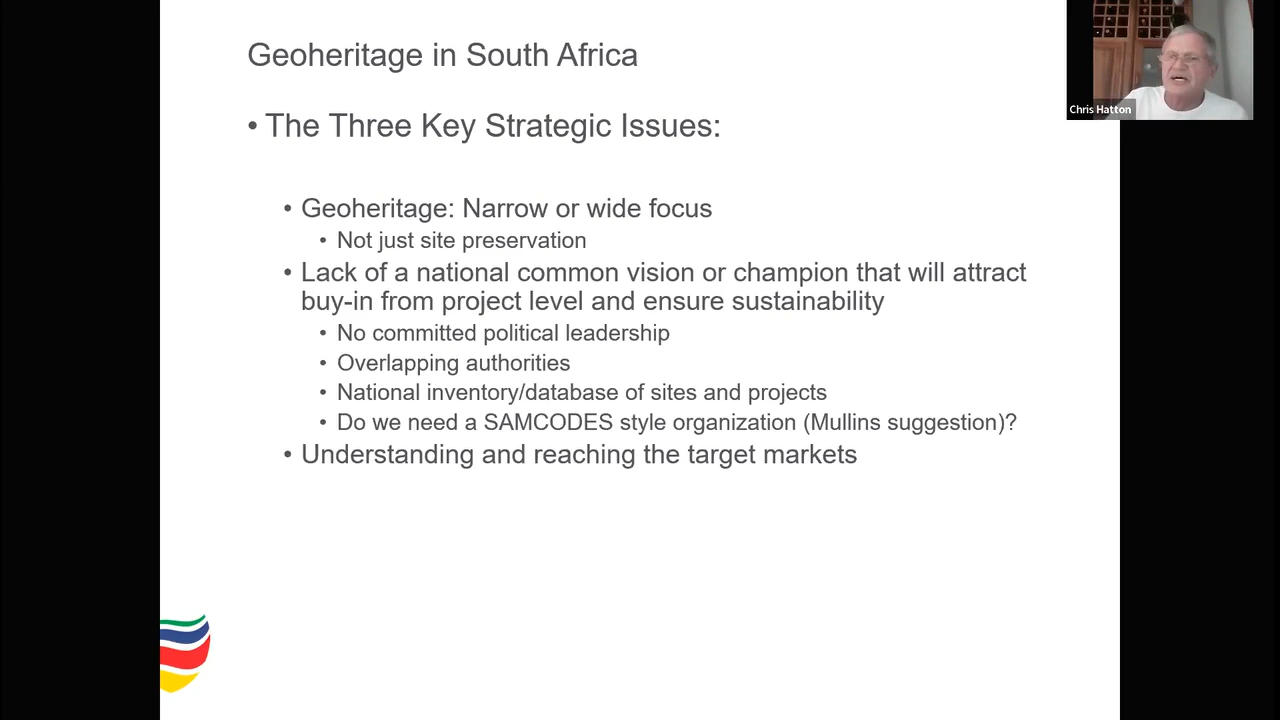 Geoheritage in South Africa
• The Three Key Strategic Issues:
• Geoheritage: Narrow or wide focus
• Not just site preservation
• Lack of a national common vision or champion that will attract
buy-in from project level and ensure sustainability
• No committed political leadership
• Overlapping authorities
• National inventory/database of sites and projects
• Do we need a SAMCODES style organization (Mullins suggestion)?
• Understanding and reaching the target markets
Chris Hatton